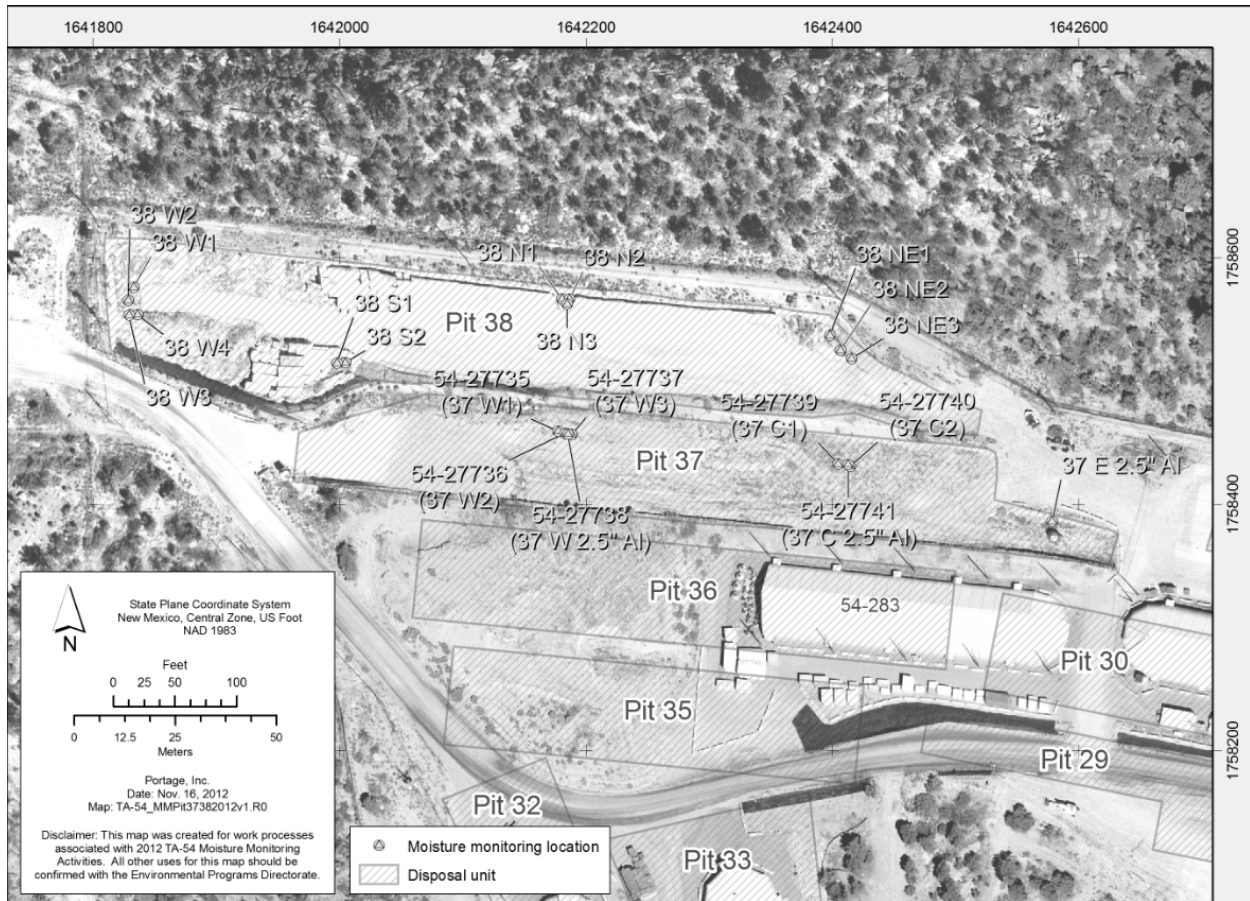 1641800
1642000
1642200
1642400
1642600
38 W2
38 W1
38 N1
38 N2
38 NE1
38 NE2
38 NE3
1758600
38 S1
38 S2
Pit 38
38 N3
38 W4
38 W3
54-27735
(37 W1)
54-27737
(37 W3)
54-27739
(37 C1)
54-27740
(37 C2)
Pit 37
37 E 2.5" Al
54-27736
(37 W2)
54-27738
(37 W 2.5" Al)
54-27741
(37 C 2.5" Al)
1758400
Pit 36
54-283
Pit 30
Pit 35
Pit 29
1758200
Pit 32
Pit 33
N
State Plane Coordinate System
New Mexico, Central Zone, US Foot
NAD 1983
Feet
0 25 50 100
0 12.5 25 50
Meters
Portage, Inc.
Date: Nov. 16, 2012
Map: TA-54_MMPit37382012v1.R0
Disclaimer: This map was created for work processes
associated with 2012 TA-54 Moisture Monitoring
Activities. All other uses for this map should be
confirmed with the Environmental Programs Directorate.
Moisture monitoring location
Disposal unit